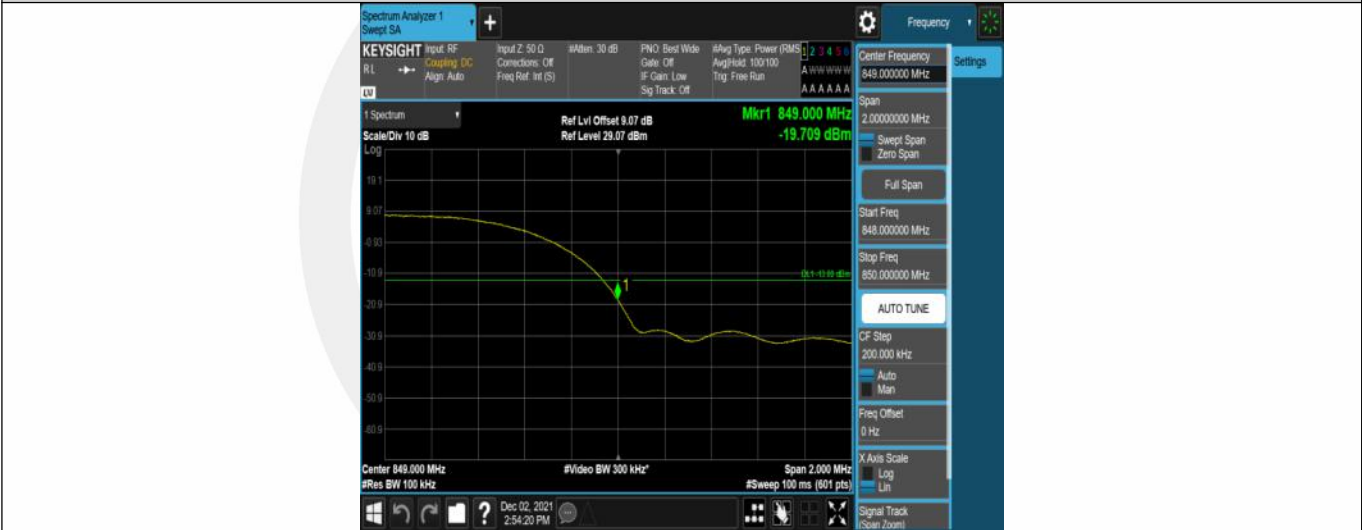 Spectrum Analyzer 1
Swept SA
+
Frequency
KEYSIGHT
Input: RF
Coupling: DC
Align: Auto
RL
Input Z: 50 Ω
Corrections: Off
Freq Ref: Int (S)
#Atten: 30 dB
PNO: Best Wide
Gate: Off
IF Gain: Low
Sig Track: Off
#Avg Type: Power (RMS
Avg|Hold: 100/100
Trig: Free Run
1 2 3 4 5 6
A W W W W W
A A A A A A
Center Frequency
849.000000 MHz
Settings
1 Spectrum
Scale/Div 10 dB
Ref Lvl Offset 9.07 dB
Ref Level 29.07 dBm
Mkr1 849.000 MHz
-19.709 dBm
Span
2.00000000 MHz
Swept Span
Zero Span
Full Span
Start Freq
848.000000 MHz
Stop Freq
850.000000 MHz
AUTO TUNE
CF Step
200.000 kHz
Auto
Man
Freq Offset
0 Hz
X Axis Scale
Log
Lin
Signal Track
(Span Zoom)
Log
19.1
9.07
-0.93
-10.9
-20.9
-30.9
-40.9
-50.9
-60.9
1
Center 849.000 MHz
#Res BW 100 kHz
#Video BW 300 kHz*
Span 2.000 MHz
#Sweep 100 ms (601 pts)
?
Dec 02, 2021
2:54:20 PM